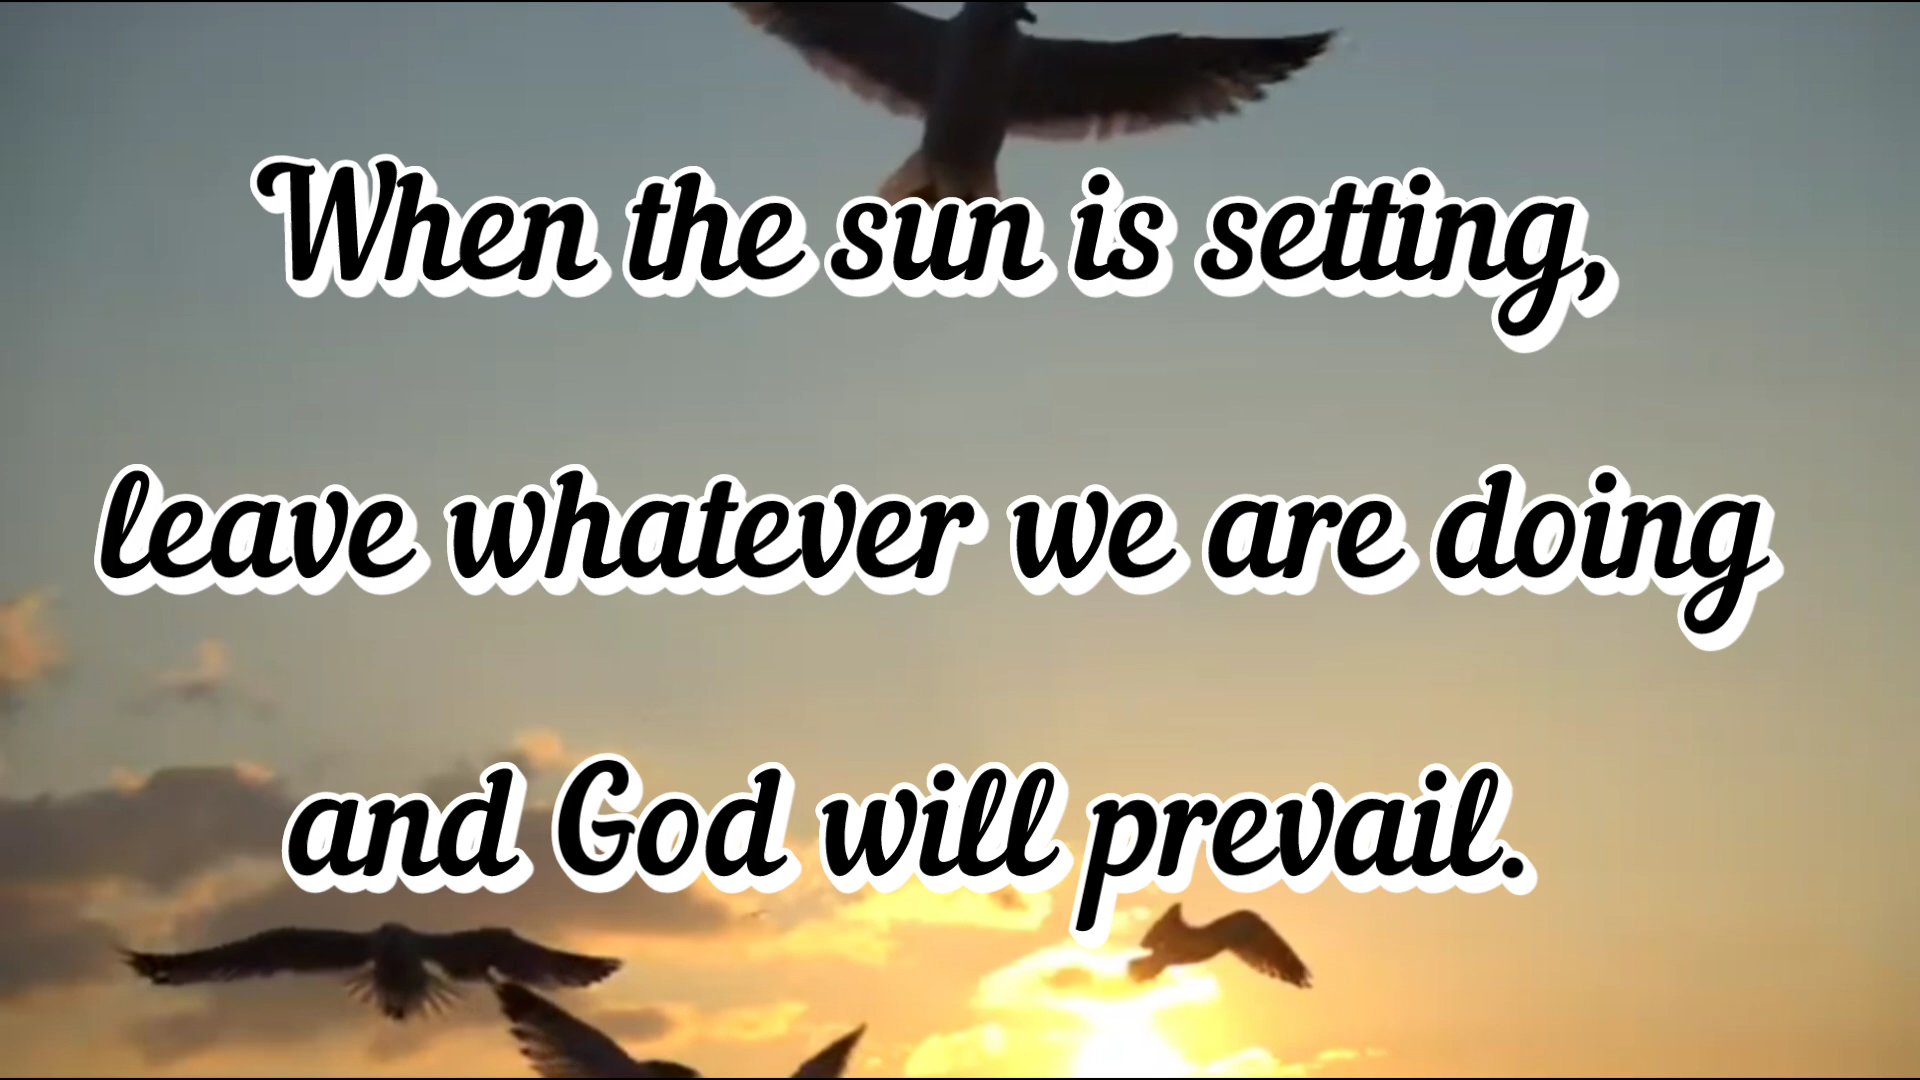 When the sun is setting,
leave whatever we are doing
and God will prevail.